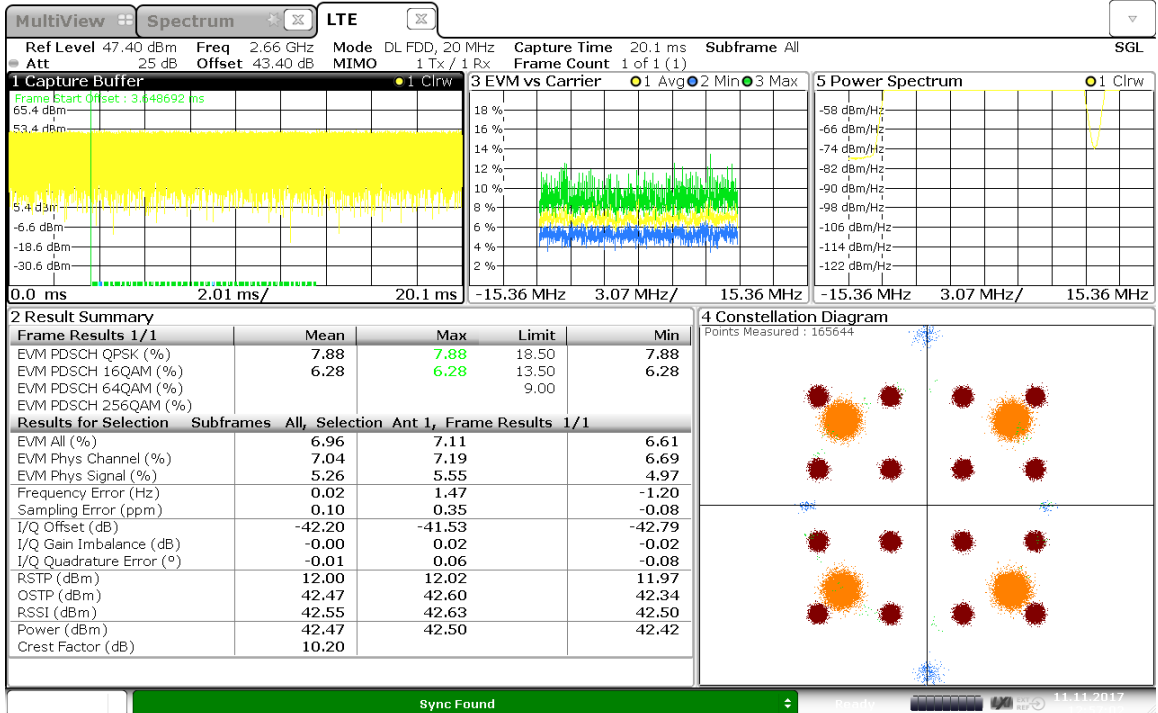 MultiView
Spectrum
LTE
Ref Level 47.40 dBm Freq 2.66 GHz Mode DL FDD, 20 MHz Capture Time 20.1 ms Subframe All SGL
Att 25 dB Offset 43.40 dB MIMO 1 Tx / 1 Rx Frame Count 1 of 1 (1)
1 Capture Buffer 1 Clrw
Frame Start Offset : 3.648692 ms
65.4 dBm
53.4 dBm
5.4 dBm
-6.6 dBm
-18.6 dBm
-30.6 dBm
0.0 ms 2.01 ms/ 20.1 ms
3 EVM vs Carrier 1 Avg 2 Min 3 Max
18 %
16 %
14 %
12 %
10 %
8 %
6 %
4 %
2 %
-15.36 MHz 3.07 MHz/ 15.36 MHz
5 Power Spectrum 1 Clrw
-58 dBm/Hz
-66 dBm/Hz
-74 dBm/Hz
-82 dBm/Hz
-90 dBm/Hz
-98 dBm/Hz
-106 dBm/Hz
-114 dBm/Hz
-122 dBm/Hz
-15.36 MHz 3.07 MHz/ 15.36 MHz
2 Result Summary
Frame Results 1/1 Mean Max Limit Min
EVM PDSCH QPSK (%) 7.88 7.88 18.50 7.88
EVM PDSCH 16QAM (%) 6.28 6.28 13.50 6.28
EVM PDSCH 64QAM (%) 9.00
EVM PDSCH 256QAM (%)
Results for Selection Subframes All, Selection Ant 1, Frame Results 1/1
EVM All (%) 6.96 7.11 6.61
EVM Phys Channel (%) 7.04 7.19 6.69
EVM Phys Signal (%) 5.26 5.55 4.97
Frequency Error (Hz) 0.02 1.47 -1.20
Sampling Error (ppm) 0.10 0.35 -0.08
I/Q Offset (dB) -42.20 -41.53 -42.79
I/Q Gain Imbalance (dB) -0.00 0.02 -0.02
I/Q Quadrature Error (°) -0.01 0.06 -0.08
RSTP (dBm) 12.00 12.02 11.97
OSTP (dBm) 42.47 42.60 42.34
RSSI (dBm) 42.55 42.63 42.50
Power (dBm) 42.47 42.50 42.42
Crest Factor (dB) 10.20
4 Constellation Diagram
Points Measured : 165644
Sync Found
Ready
LXI
EXT
REF
11.11.2017